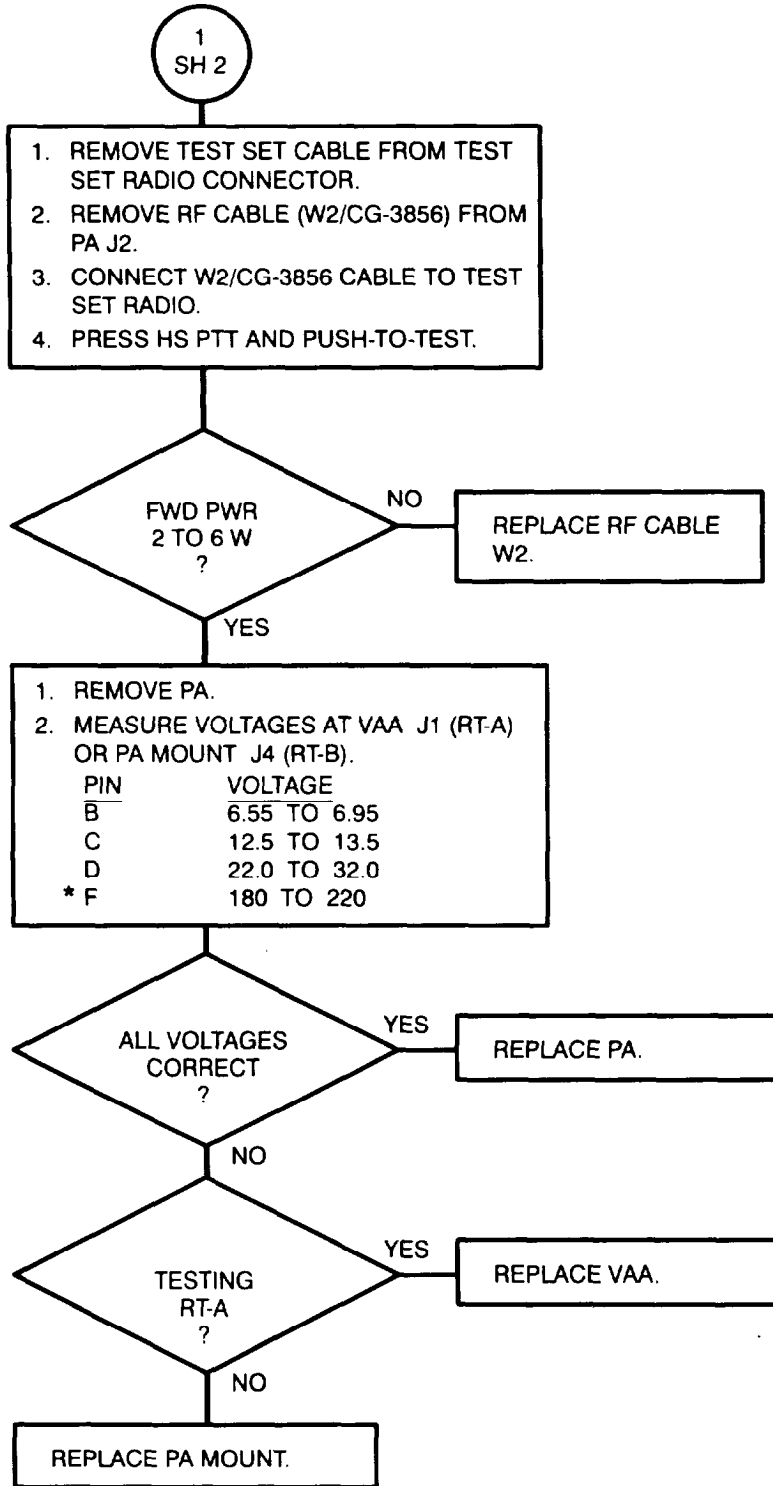 1
SH 2
1. REMOVE TEST SET CABLE FROM TEST
SET RADIO CONNECTOR.
2. REMOVE RF CABLE (W2/CG-3856) FROM
PA J2.
3. CONNECT W2/CG-3856 CABLE TO TEST
SET RADIO.
4. PRESS HS PTT AND PUSH-TO-TEST.
FWD PWR
2 TO 6 W
?
NO
REPLACE RF CABLE
W2.
YES
1. REMOVE PA.
2. MEASURE VOLTAGES AT VAA J1 (RT-A)
OR PA MOUNT J4 (RT-B).
PIN VOLTAGE
B 6.55 TO 6.95
C 12.5 TO 13.5
D 22.0 TO 32.0
* F 180 TO 220
ALL VOLTAGES
CORRECT
?
YES
REPLACE PA.
NO
TESTING
RT-A
?
YES
REPLACE VAA.
NO
REPLACE PA MOUNT.